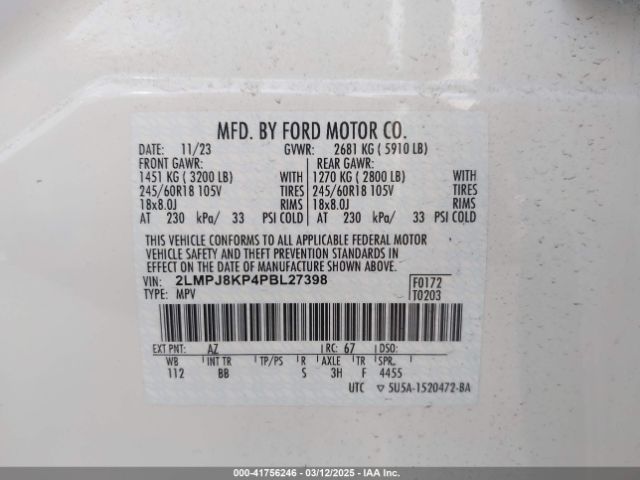 MFD. BY FORD MOTOR CO.
DATE: 11/23 GVWR: 2681 KG ( 5910 LB)
FRONT GAWR: REAR GAWR:
1451 KG ( 3200 LB) WITH 1270 KG ( 2800 LB) WITH
245/60R18 105V TIRES 245/60R18 105V TIRES
18x8.0J RIMS 18x8.0J RIMS
AT 230 kPa/ 33 PSI COLD AT 230 kPa/ 33 PSI COLD
THIS VEHICLE CONFORMS TO ALL APPLICABLE FEDERAL MOTOR
VEHICLE SAFETY AND THEFT PREVENTION STANDARDS IN
EFFECT ON THE DATE OF MANUFACTURE SHOWN ABOVE.
VIN: 2LMPJ8KP4PBL27398 F0172
TYPE: MPV T0203
EXT PNT: AZ RC: 67 DSO:
WB INT TR TP/PS R AXLE TR SPR
112 BB S 3H F 4455
UTC ▽ 5U5A-1520472-BA
000-41756246 - 03/12/2025 - IAA Inc.